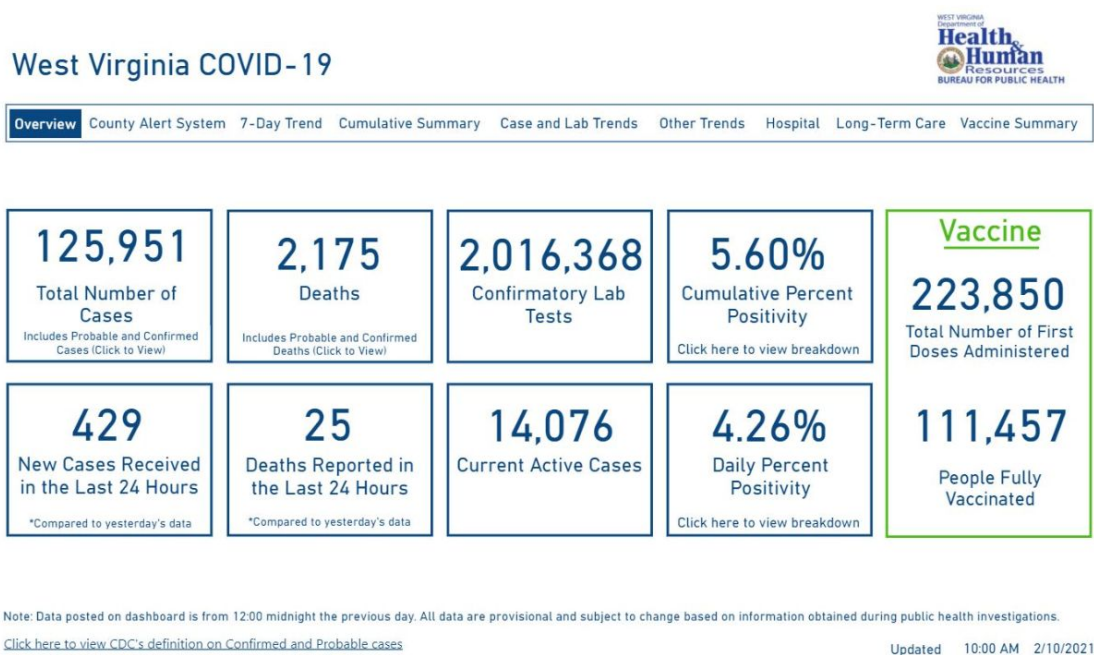 WEST VIRGINIA
Department of
Health&
Human
Resources
BUREAU FOR PUBLIC HEALTH
West Virginia COVID-19
Overview County Alert System 7-Day Trend Cumulative Summary Case and Lab Trends Other Trends Hospital Long-Term Care Vaccine Summary
125,951
Total Number of
Cases
Includes Probable and Confirmed
Cases (Click to View)
2,175
Deaths
Includes Probable and Confirmed
Deaths (Click to View)
2,016,368
Confirmatory Lab
Tests
5.60%
Cumulative Percent
Positivity
Click here to view breakdown
Vaccine
223,850
Total Number of First
Doses Administered
111,457
People Fully
Vaccinated
429
New Cases Received
in the Last 24 Hours
*Compared to yesterday's data
25
Deaths Reported in
the Last 24 Hours
*Compared to yesterday's data
14,076
Current Active Cases
4.26%
Daily Percent
Positivity
Click here to view breakdown
Note: Data posted on dashboard is from 12:00 midnight the previous day. All data are provisional and subject to change based on information obtained during public health investigations.
Click here to view CDC's definition on Confirmed and Probable cases
Updated 10:00 AM 2/10/2021